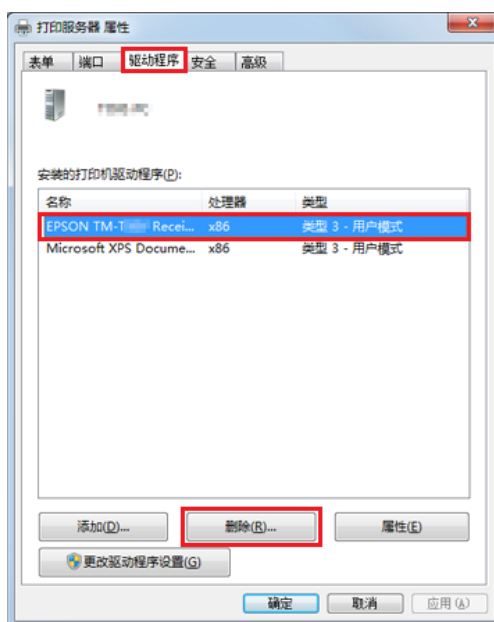 打印服务器 属性
表单 端口 驱动程序 安全 高级
安装的打印机驱动程序(P):
名称 处理器 类型
EPSON TM-T Recei... x86 类型 3 - 用户模式
Microsoft XPS Docume... x86 类型 3 - 用户模式
添加(D)... 删除(R)... 属性(E)
更改驱动程序设置(G)
确定 取消 应用(A)